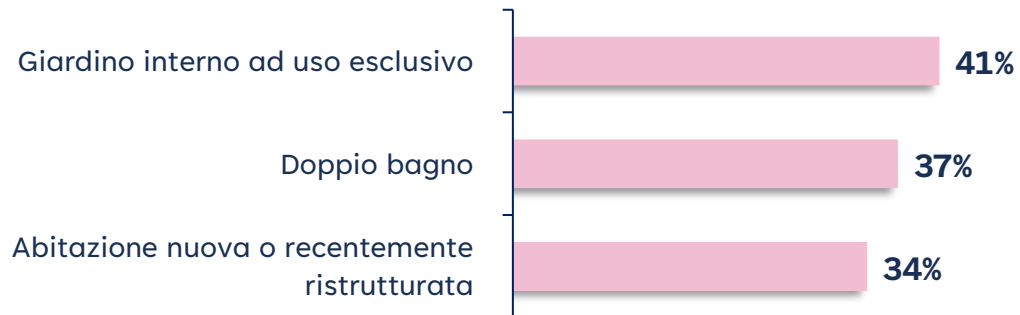 Giardino interno ad uso esclusivo
41%
Doppio bagno
37%
Abitazione nuova o recentemente
ristrutturata
34%